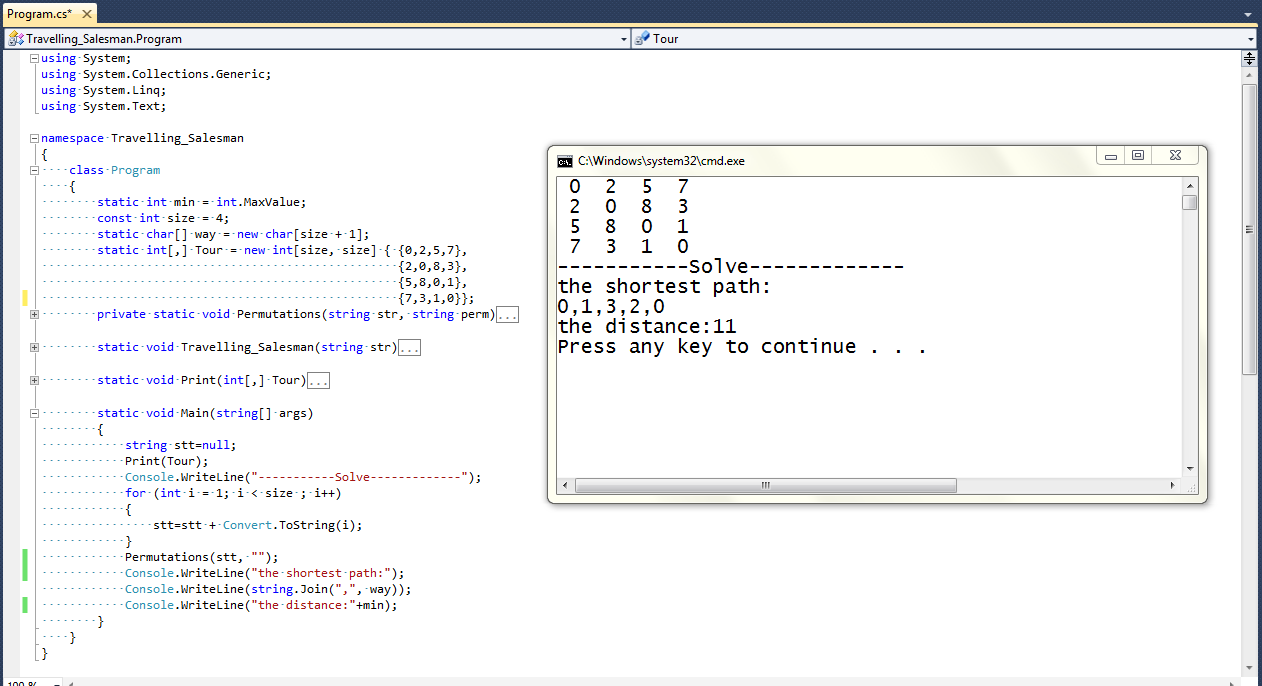 Program.cs*
Travelling_Salesman.Program
Tour
using System;
using System.Collections.Generic;
using System.Linq;
using System.Text;
namespace Travelling_Salesman
{
class Program
{
static int min = int.MaxValue;
const int size = 4;
static char[] way = new char[size + 1];
static int[,] Tour = new int[size, size] { {0,2,5,7},
{2,0,8,3},
{5,8,0,1},
{7,3,1,0}};
private static void Permutations(string str, string perm)...
static void Travelling_Salesman(string str)...
static void Print(int[,] Tour)...
static void Main(string[] args)
{
string stt=null;
Print(Tour);
Console.WriteLine("-----------Solve-------------");
for (int i = 1; i < size ; i++)
{
stt=stt + Convert.ToString(i);
}
Permutations(stt, "");
Console.WriteLine("the shortest path:");
Console.WriteLine(string.Join(",", way));
Console.WriteLine("the distance:"+min);
}
}
}
100 %
C:\Windows\system32\cmd.exe
0 2 5 7
2 0 8 3
5 8 0 1
7 3 1 0
-----------Solve-------------
the shortest path:
0,1,3,2,0
the distance:11
Press any key to continue . . .